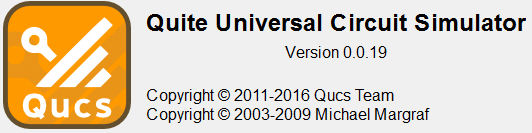 Quite Universal Circuit Simulator
Version 0.0.19
Qucs
Copyright © 2011-2016 Qucs Team
Copyright © 2003-2009 Michael Margraf